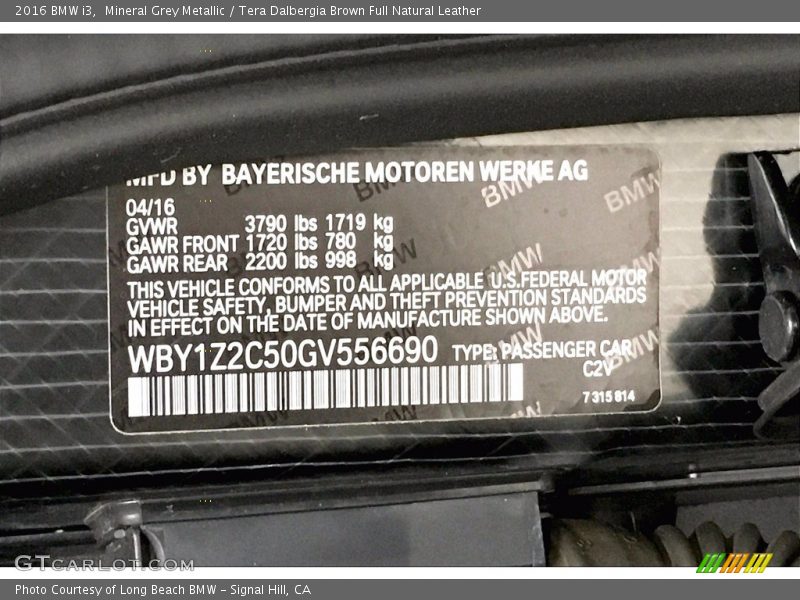 2016 BMW i3, Mineral Grey Metallic / Tera Dalbergia Brown Full Natural Leather
MFD BY BAYERISCHE MOTOREN WERKE AG
04/16
GVWR 3790 lbs 1719 kg
GAWR FRONT 1720 lbs 780 kg
GAWR REAR 2200 lbs 998 kg
THIS VEHICLE CONFORMS TO ALL APPLICABLE U.S.FEDERAL MOTOR
VEHICLE SAFETY, BUMPER AND THEFT PREVENTION STANDARDS
IN EFFECT ON THE DATE OF MANUFACTURE SHOWN ABOVE.
WBY1Z2C50GV556690 TYPE: PASSENGER CAR
C2V
7 315 814
GTCarLot.com
Photo Courtesy of Long Beach BMW – Signal Hill, CA